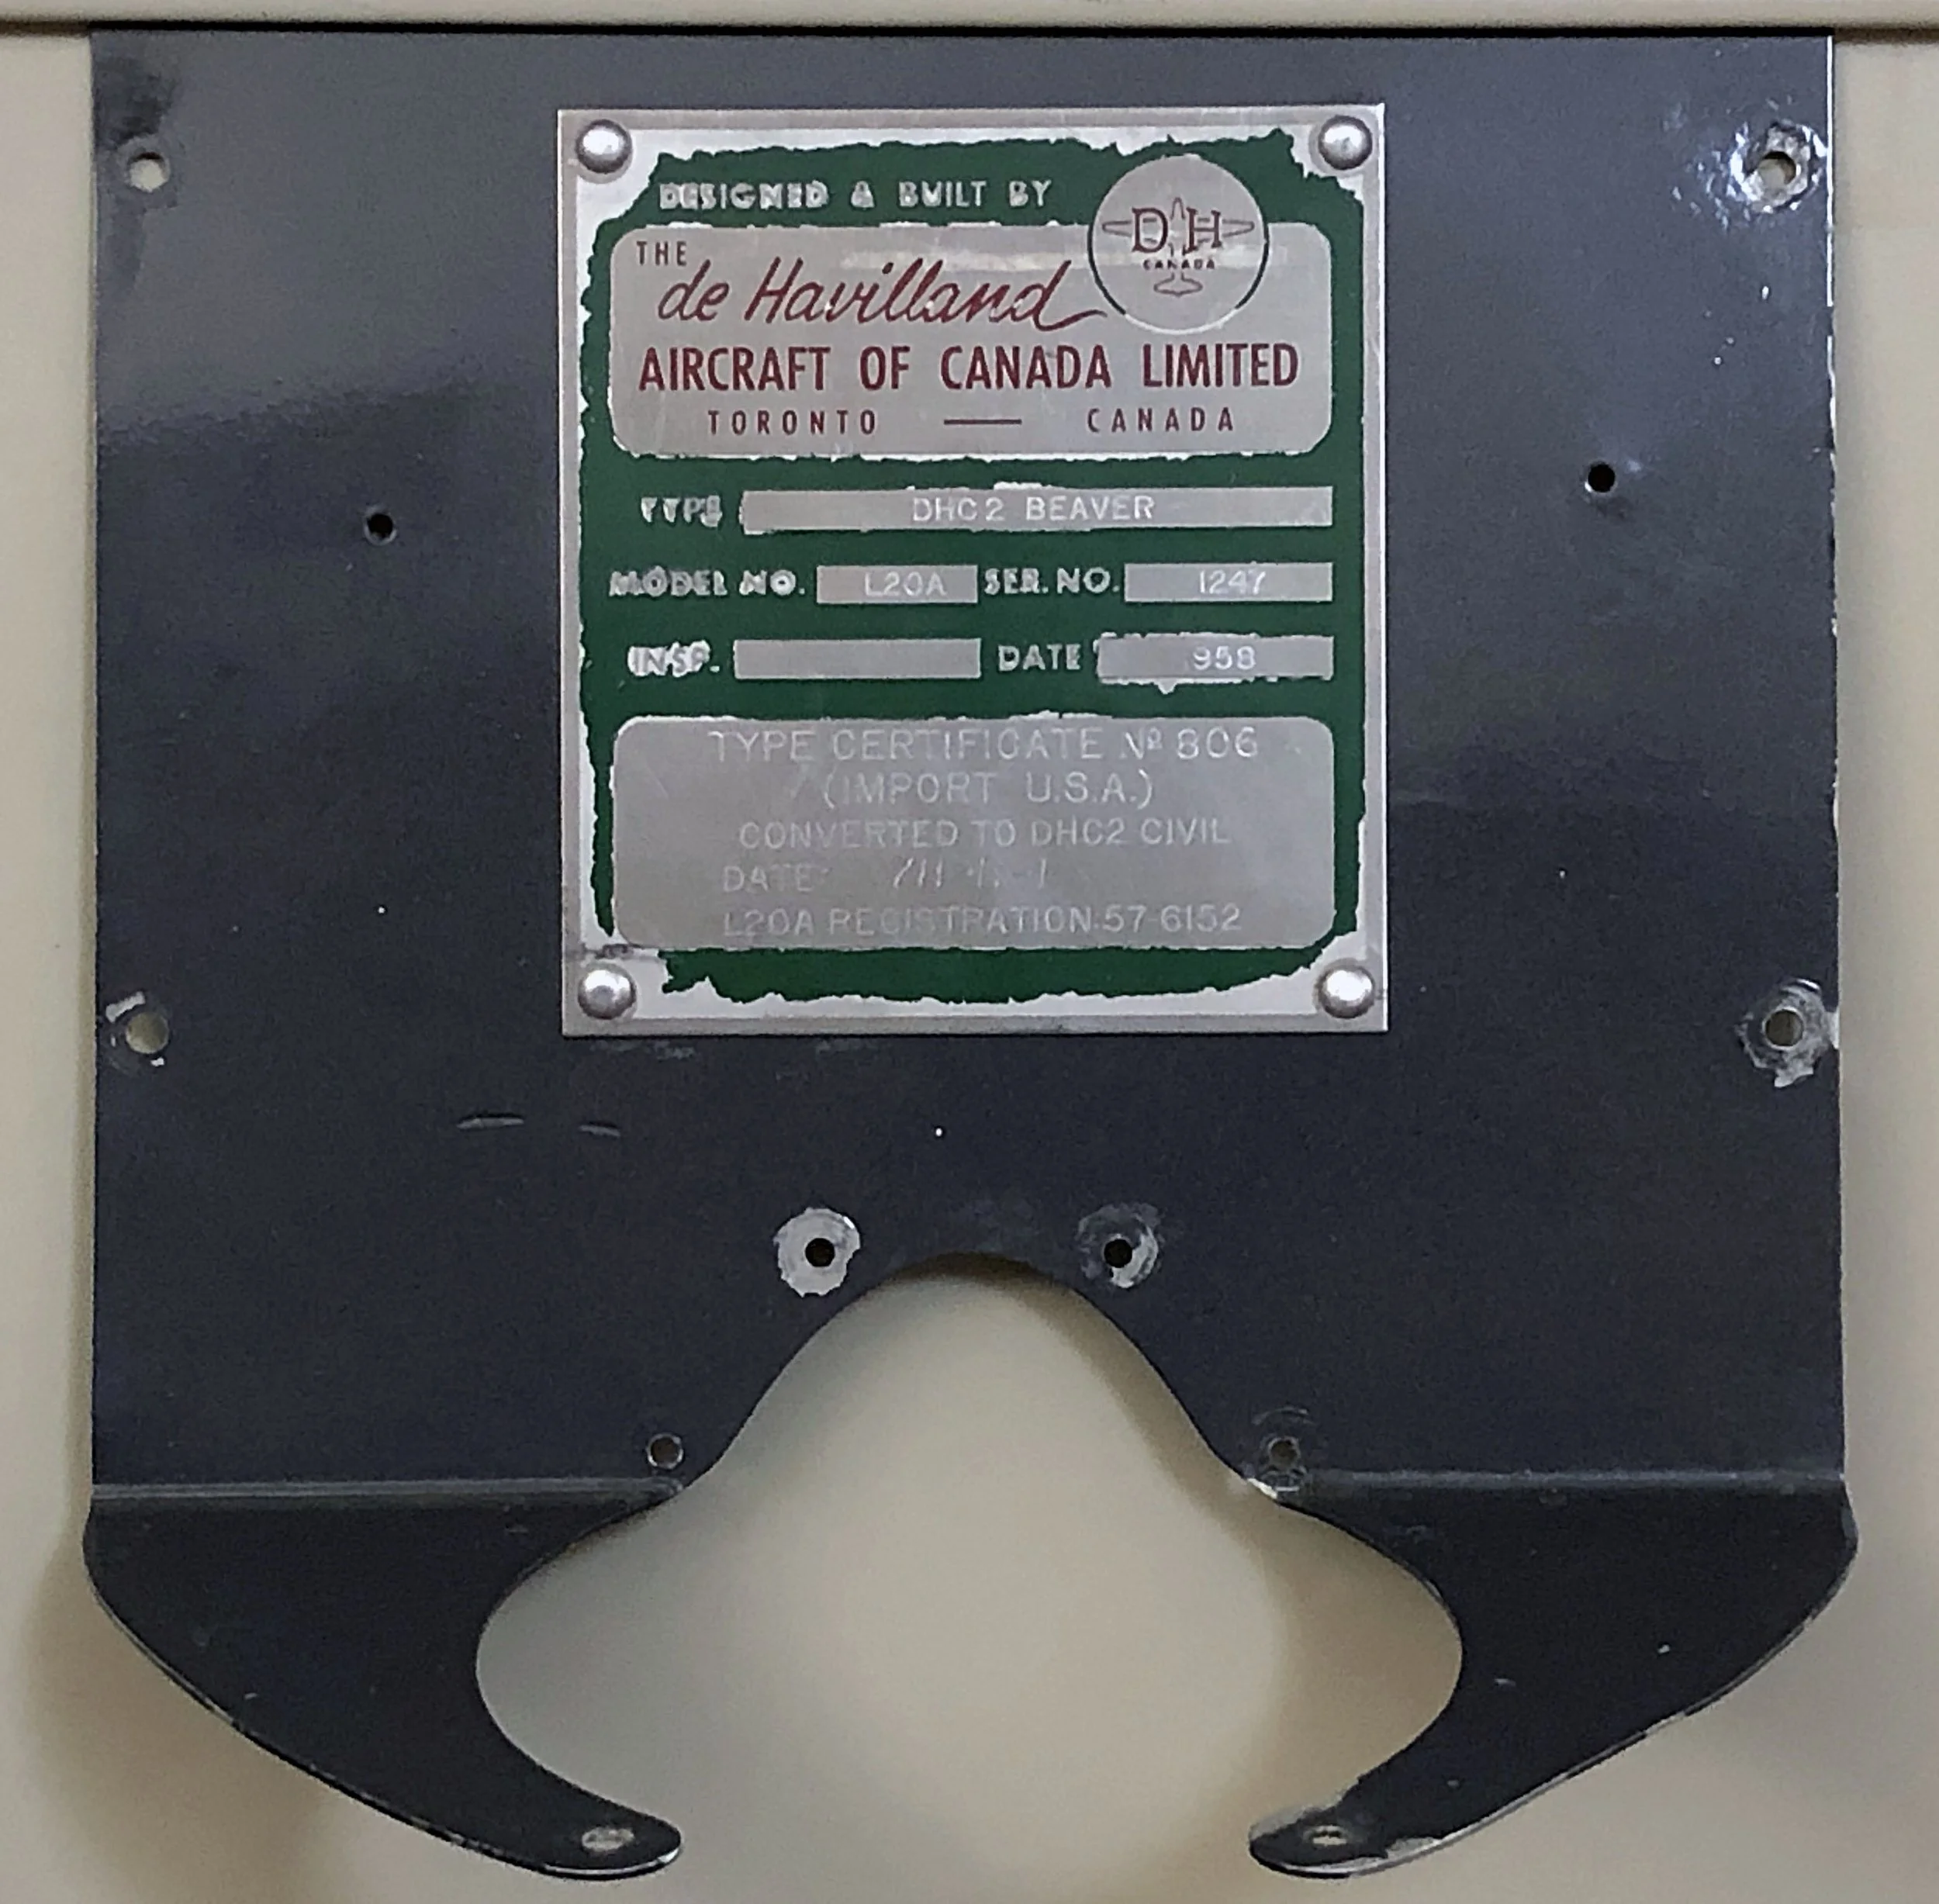 DESIGNED & BUILT BY
D H
CANADA
THE
de Havilland
AIRCRAFT OF CANADA LIMITED
TORONTO — CANADA
TYPE DHC2 BEAVER
MODEL NO. L20A SER. NO. 1247
INSP. DATE 958
TYPE CERTIFICATE Nº 806
(IMPORT U.S.A.)
CONVERTED TO DHC2 CIVIL
DATE:
L20A REGISTRATION:57-6152